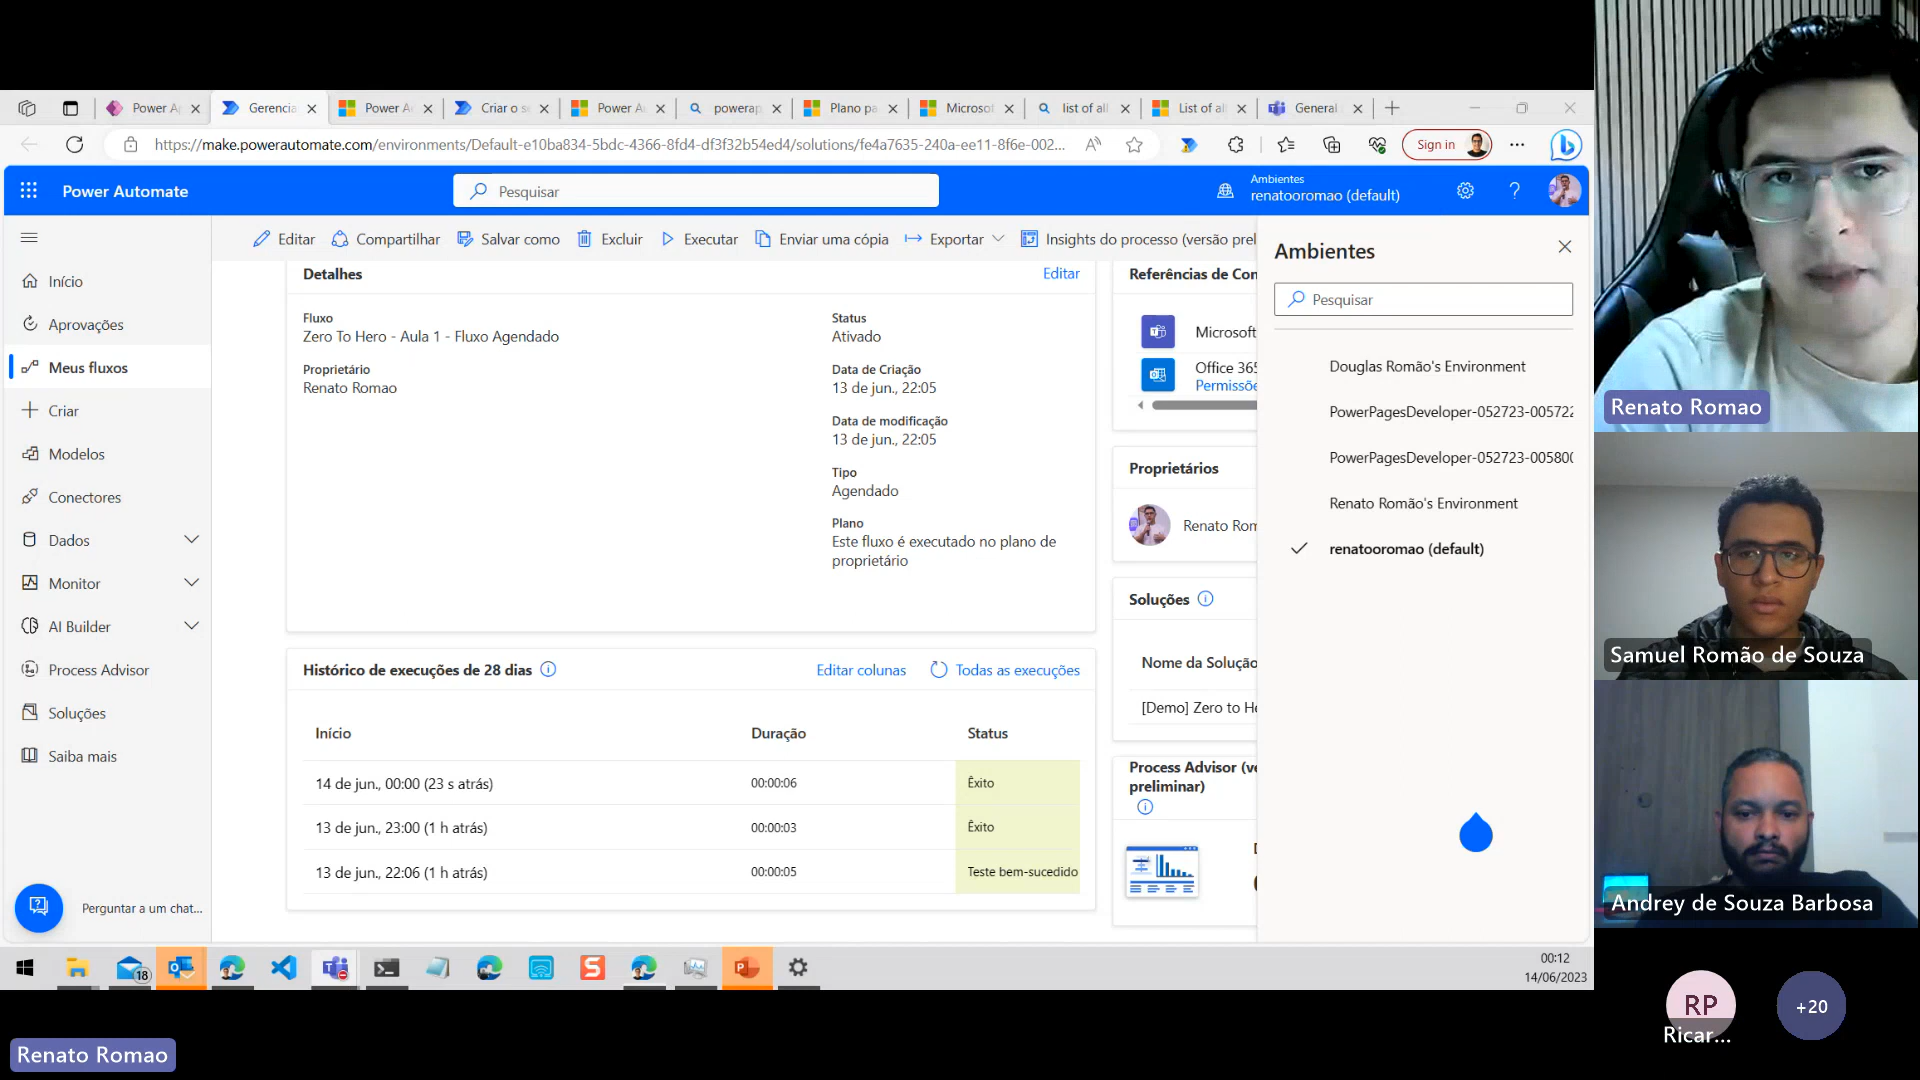 Power A
Gerencia
Power A
Criar o s
Power A
powerap
Plano pa
Microsof
list of all
List of all
General
https://make.powerautomate.com/environments/Default-e10ba834-5bdc-4366-8fd4-df3f32b54ed4/solutions/fe4a7635-240a-ee11-8f6e-002...
Sign in
Power Automate
Pesquisar
Ambientes
renatooromao (default)
Editar
Compartilhar
Salvar como
Excluir
Executar
Enviar uma cópia
Exportar
Insights do processo (versão prel
Início
Aprovações
Meus fluxos
Criar
Modelos
Conectores
Dados
Monitor
AI Builder
Process Advisor
Soluções
Saiba mais
Perguntar a um chat...
Detalhes
Editar
Fluxo
Zero To Hero - Aula 1 - Fluxo Agendado
Proprietário
Renato Romao
Status
Ativado
Data de Criação
13 de jun., 22:05
Data de modificação
13 de jun., 22:05
Tipo
Agendado
Plano
Este fluxo é executado no plano de
proprietário
Histórico de execuções de 28 dias
Editar colunas
Todas as execuções
Início Duração Status
14 de jun., 00:00 (23 s atrás) 00:00:06 Êxito
13 de jun., 23:00 (1 h atrás) 00:00:03 Êxito
13 de jun., 22:06 (1 h atrás) 00:00:05 Teste bem-sucedido
Referências de Con
Microsoft
Office 365
Permissões
Proprietários
Renato Rom
Soluções
Nome da Solução
[Demo] Zero to He
Process Advisor (ve
preliminar)
Ambientes
Pesquisar
Douglas Romão's Environment
PowerPagesDeveloper-052723-005722
PowerPagesDeveloper-052723-005800
Renato Romão's Environment
renatooromao (default)
18
00:12
14/06/2023
Renato Romao
Samuel Romão de Souza
Andrey de Souza Barbosa
RP
Ricar...
+20
Renato Romao